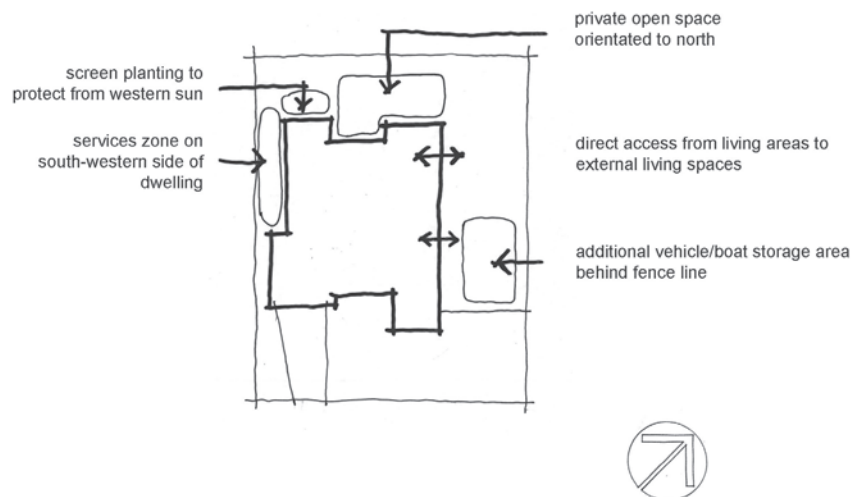 private open space
orientated to north
screen planting to
protect from western sun
services zone on
south-western side of
dwelling
direct access from living areas to
external living spaces
additional vehicle/boat storage area
behind fence line